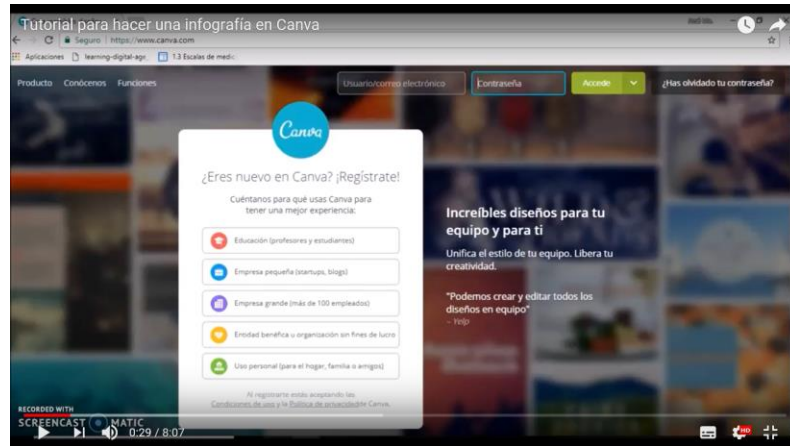 Tutorial para hacer una infografía en Canva
Seguro | https://www.canva.com
Aplicaciones learning-digital-age 1.3 Escalas de medic
Producto Conócenos Funciones Usuario/correo electrónico Contraseña Accede ¿Has olvidado tu contraseña?
Canva
¿Eres nuevo en Canva? ¡Regístrate!
Cuéntanos para qué usas Canva para
tener una mejor experiencia:
Educación (profesores y estudiantes)
Empresa pequeña (startups, blogs)
Empresa grande (más de 100 empleados)
Entidad benéfica u organización sin fines de lucro
Uso personal (para el hogar, familia o amigos)
Al registrarte estás aceptando las
Condiciones de uso y la Política de privacidad de Canva.
Increíbles diseños para tu
equipo y para ti
Unifica el estilo de tu equipo. Libera tu
creatividad.
"Podemos crear y editar todos los
diseños en equipo"
– Yelp
RECORDED WITH
SCREENCAST MATIC
0:29 / 8:07
HD